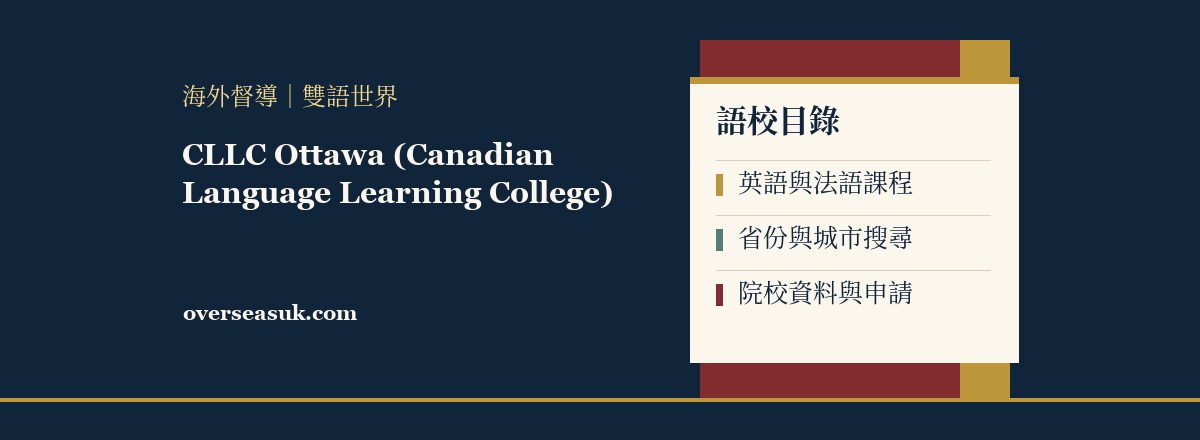 海外督導｜雙語世界
CLLC Ottawa (Canadian
Language Learning College)
overseasuk.com
語校目錄
英語與法語課程
省份與城市搜尋
院校資料與申請